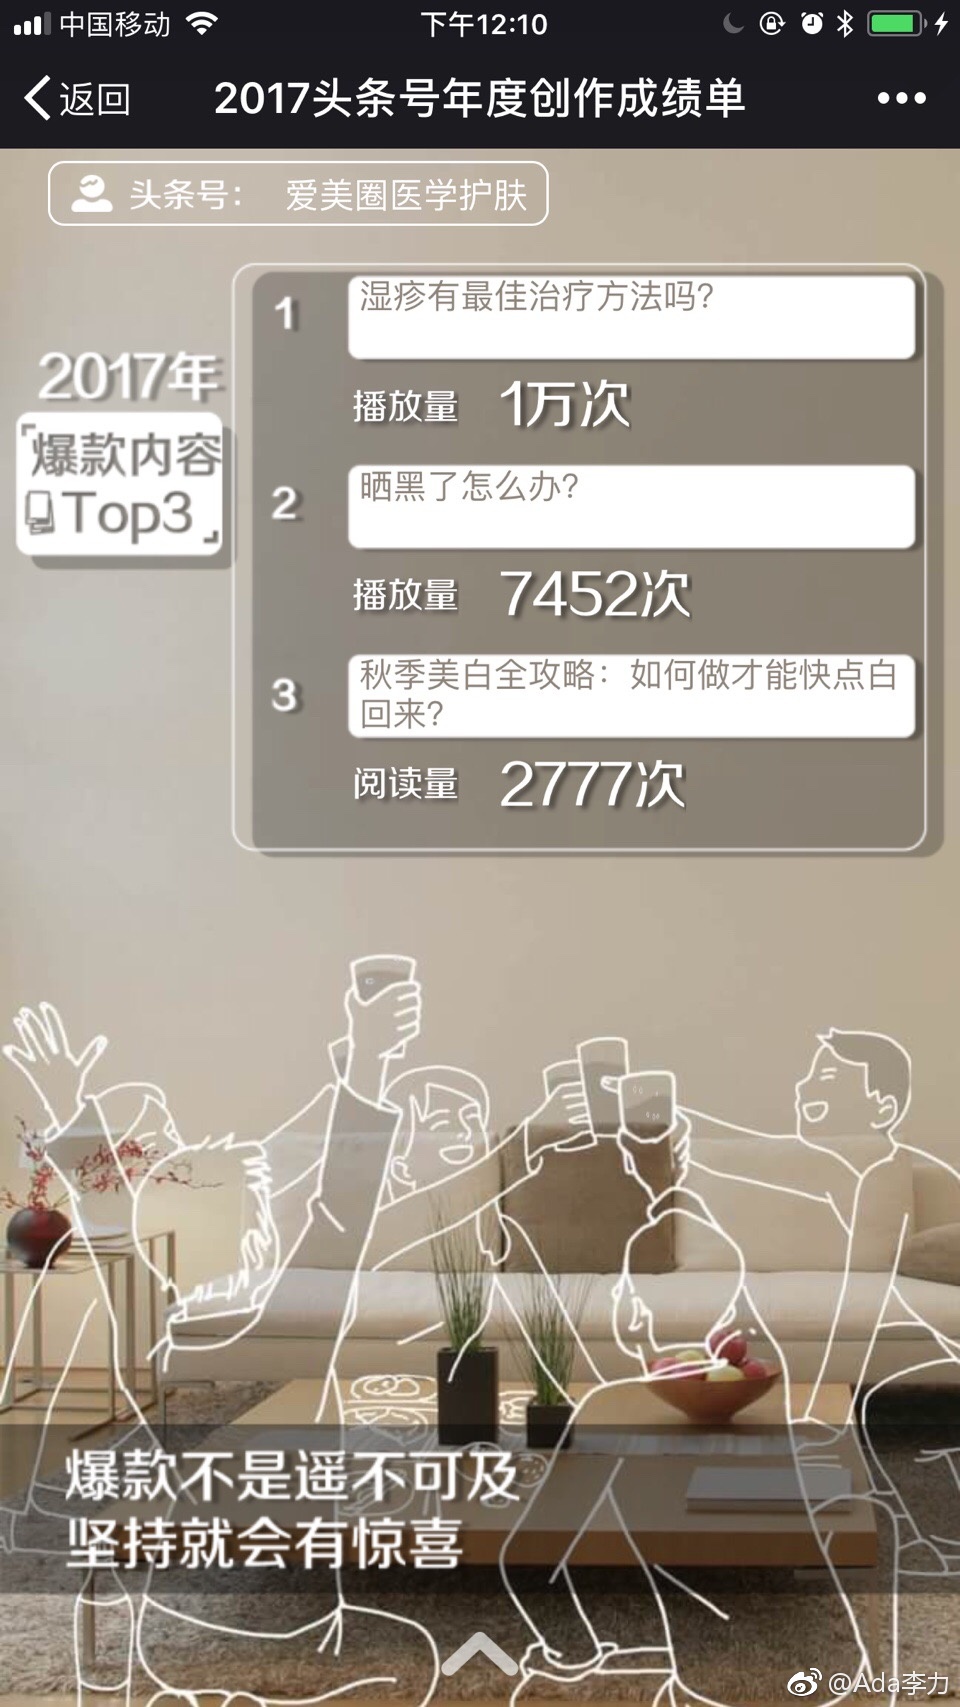 中国移动
下午12:10
返回
2017头条号年度创作成绩单
头条号: 爱美圈医学护肤
2017年
爆款内容
Top3
1
湿疹有最佳治疗方法吗?
播放量 1万次
2
晒黑了怎么办?
播放量 7452次
3
秋季美白全攻略:如何做才能快点白
回来?
阅读量 2777次
爆款不是遥不可及
坚持就会有惊喜
@Ada李力